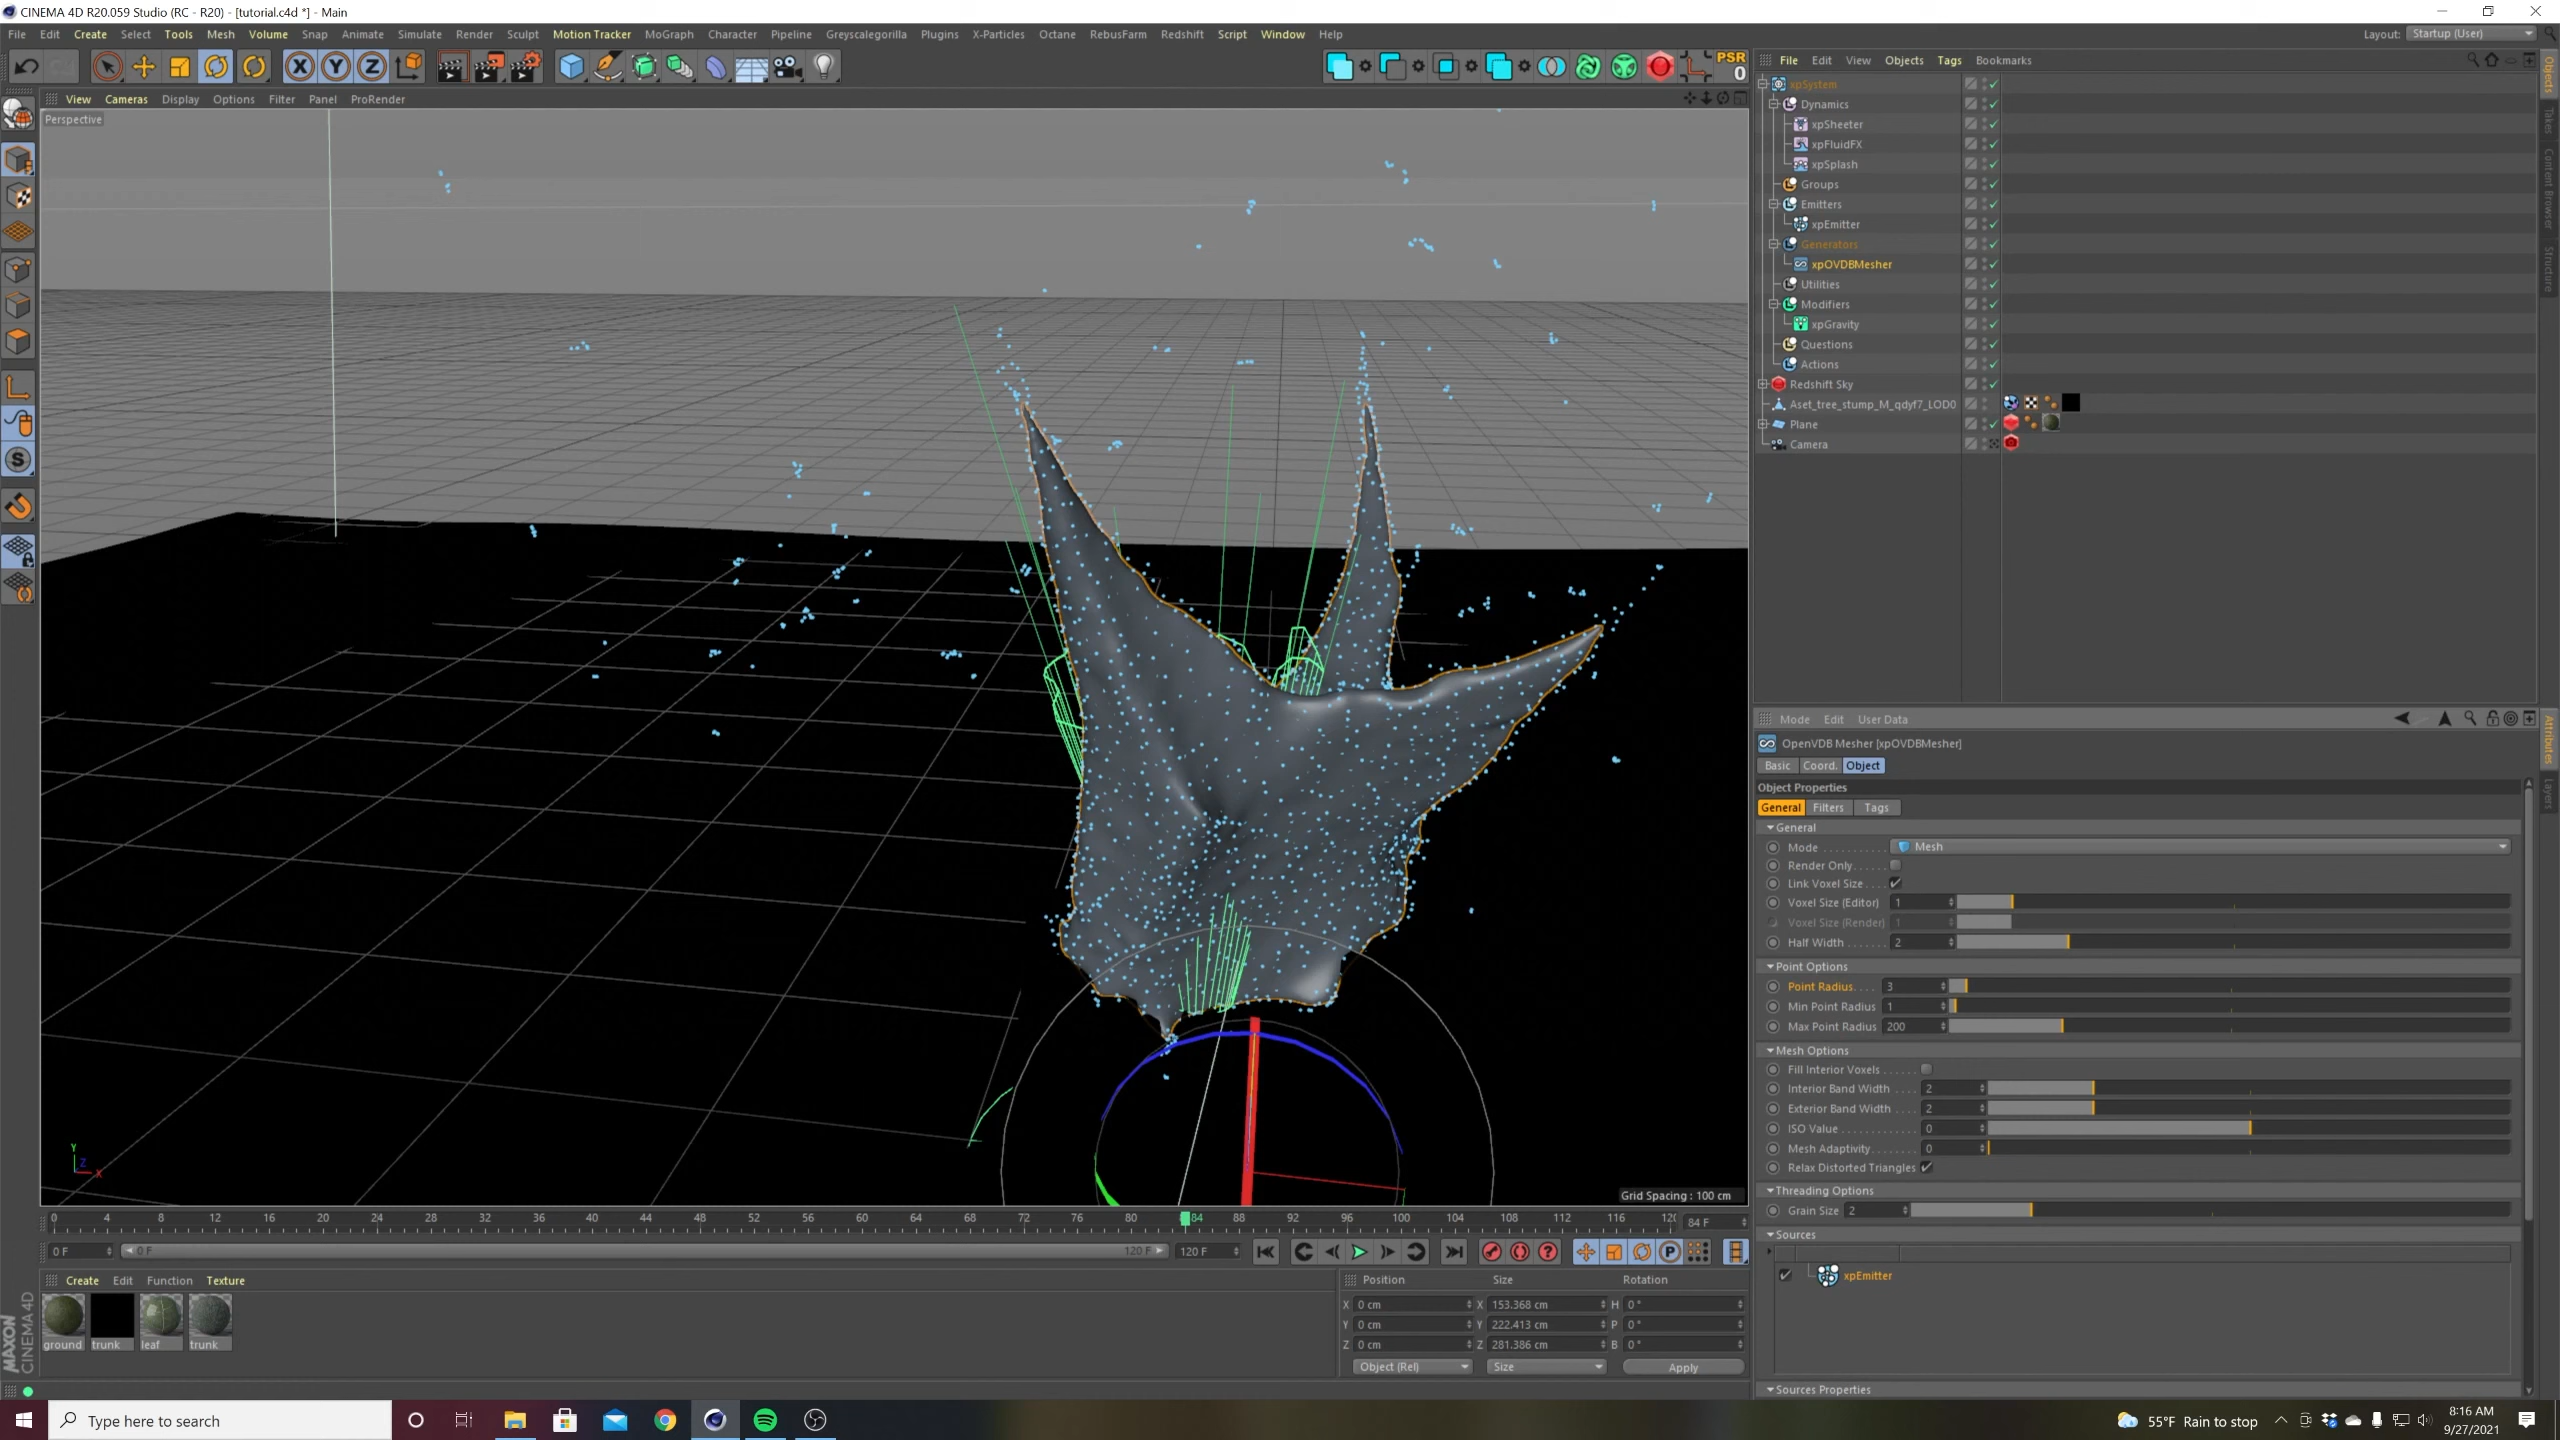 CINEMA 4D R20.059 Studio (RC - R20) - [tutorial.c4d *] - Main
File Edit Create Select Tools Mesh Volume Snap Animate Simulate Render Sculpt Motion Tracker MoGraph Character Pipeline Greyscalegorilla Plugins X-Particles Octane RebusFarm Redshift Script Window Help
Layout: Startup (User)
X Y Z
PSR
0
View Cameras Display Options Filter Panel ProRender
Perspective
File Edit View Objects Tags Bookmarks
xpSystem
Dynamics
xpSheeter
xpFluidFX
xpSplash
Groups
Emitters
xpEmitter
Generators
xpOVDBMesher
Utilities
Modifiers
xpGravity
Questions
Actions
Redshift Sky
Aset_tree_stump_M_qdyf7_LOD0
Plane
Camera
Objects
Takes
Content Browser
Structure
Mode Edit User Data
OpenVDB Mesher [xpOVDBMesher]
Basic Coord. Object
Object Properties
General Filters Tags
General
Mode Mesh
Render Only
Link Voxel Size
Voxel Size (Editor) 1
Voxel Size (Render) 1
Half Width 2
Point Options
Point Radius 3
Min Point Radius 1
Max Point Radius 200
Mesh Options
Fill Interior Voxels
Interior Band Width 2
Exterior Band Width 2
ISO Value 0
Mesh Adaptivity 0
Relax Distorted Triangles
Threading Options
Grain Size 2
Sources
xpEmitter
Sources Properties
Attributes
Layers
Y
Z
X
Grid Spacing : 100 cm
0 4 8 12 16 20 24 28 32 36 40 44 48 52 56 60 64 68 72 76 80 84 88 92 96 100 104 108 112 116 120 84 F
0 F 0 F 120 F 120 F
Create Edit Function Texture
ground trunk leaf trunk
MAXON
CINEMA 4D
Position Size Rotation
X 0 cm X 153.368 cm H 0 °
Y 0 cm Y 222.413 cm P 0 °
Z 0 cm Z 281.386 cm B 0 °
Object (Rel) Size Apply
Type here to search
55°F Rain to stop
8:16 AM
9/27/2021